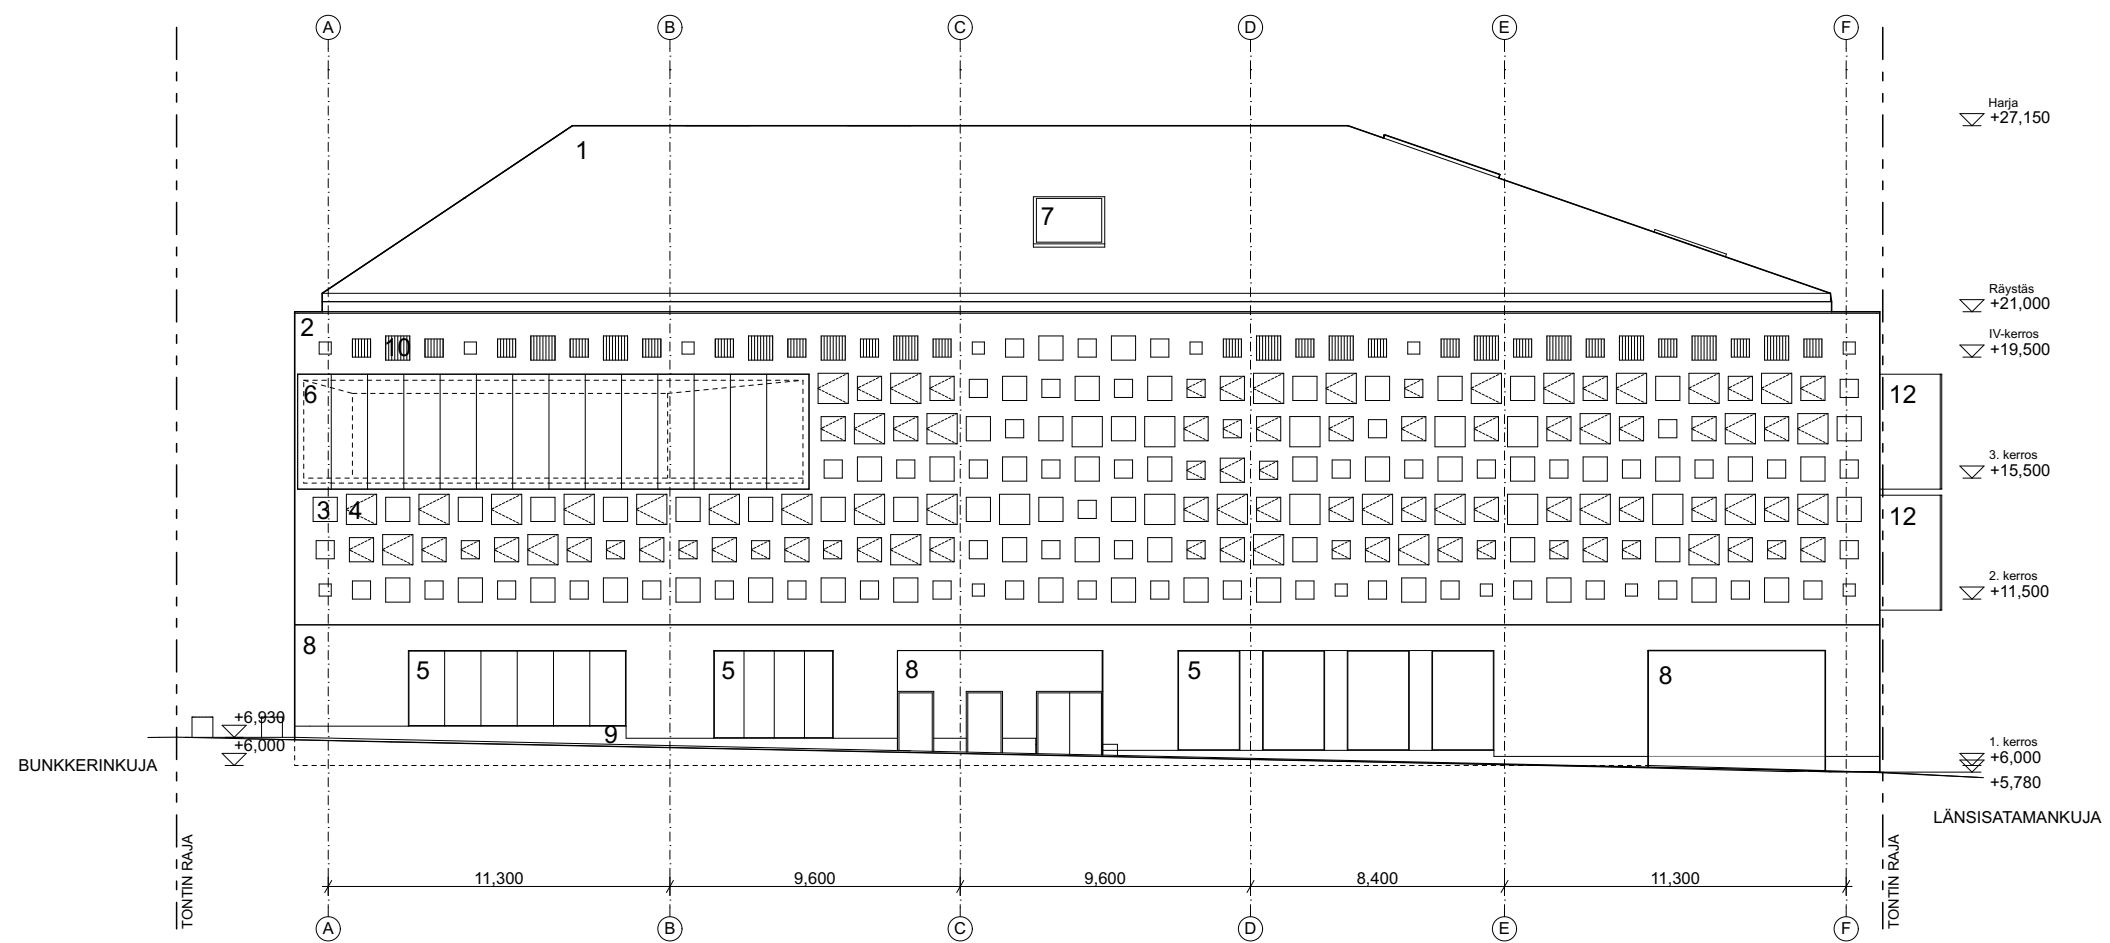 A B C D E F
Harja
+27,150
1
7
Räystäs
+21,000
2
IV-kerros
+19,500
10
6
12
3. kerros
+15,500
3 4
12
2. kerros
+11,500
8
5 5 8 5 8
+6,930
9
+6,000
1. kerros
+6,000
BUNKKERINKUJA
+5,780
LÄNSISATAMANKUJA
TONTIN RAJA
TONTIN RAJA
11,300 9,600 9,600 8,400 11,300
A B C D E F